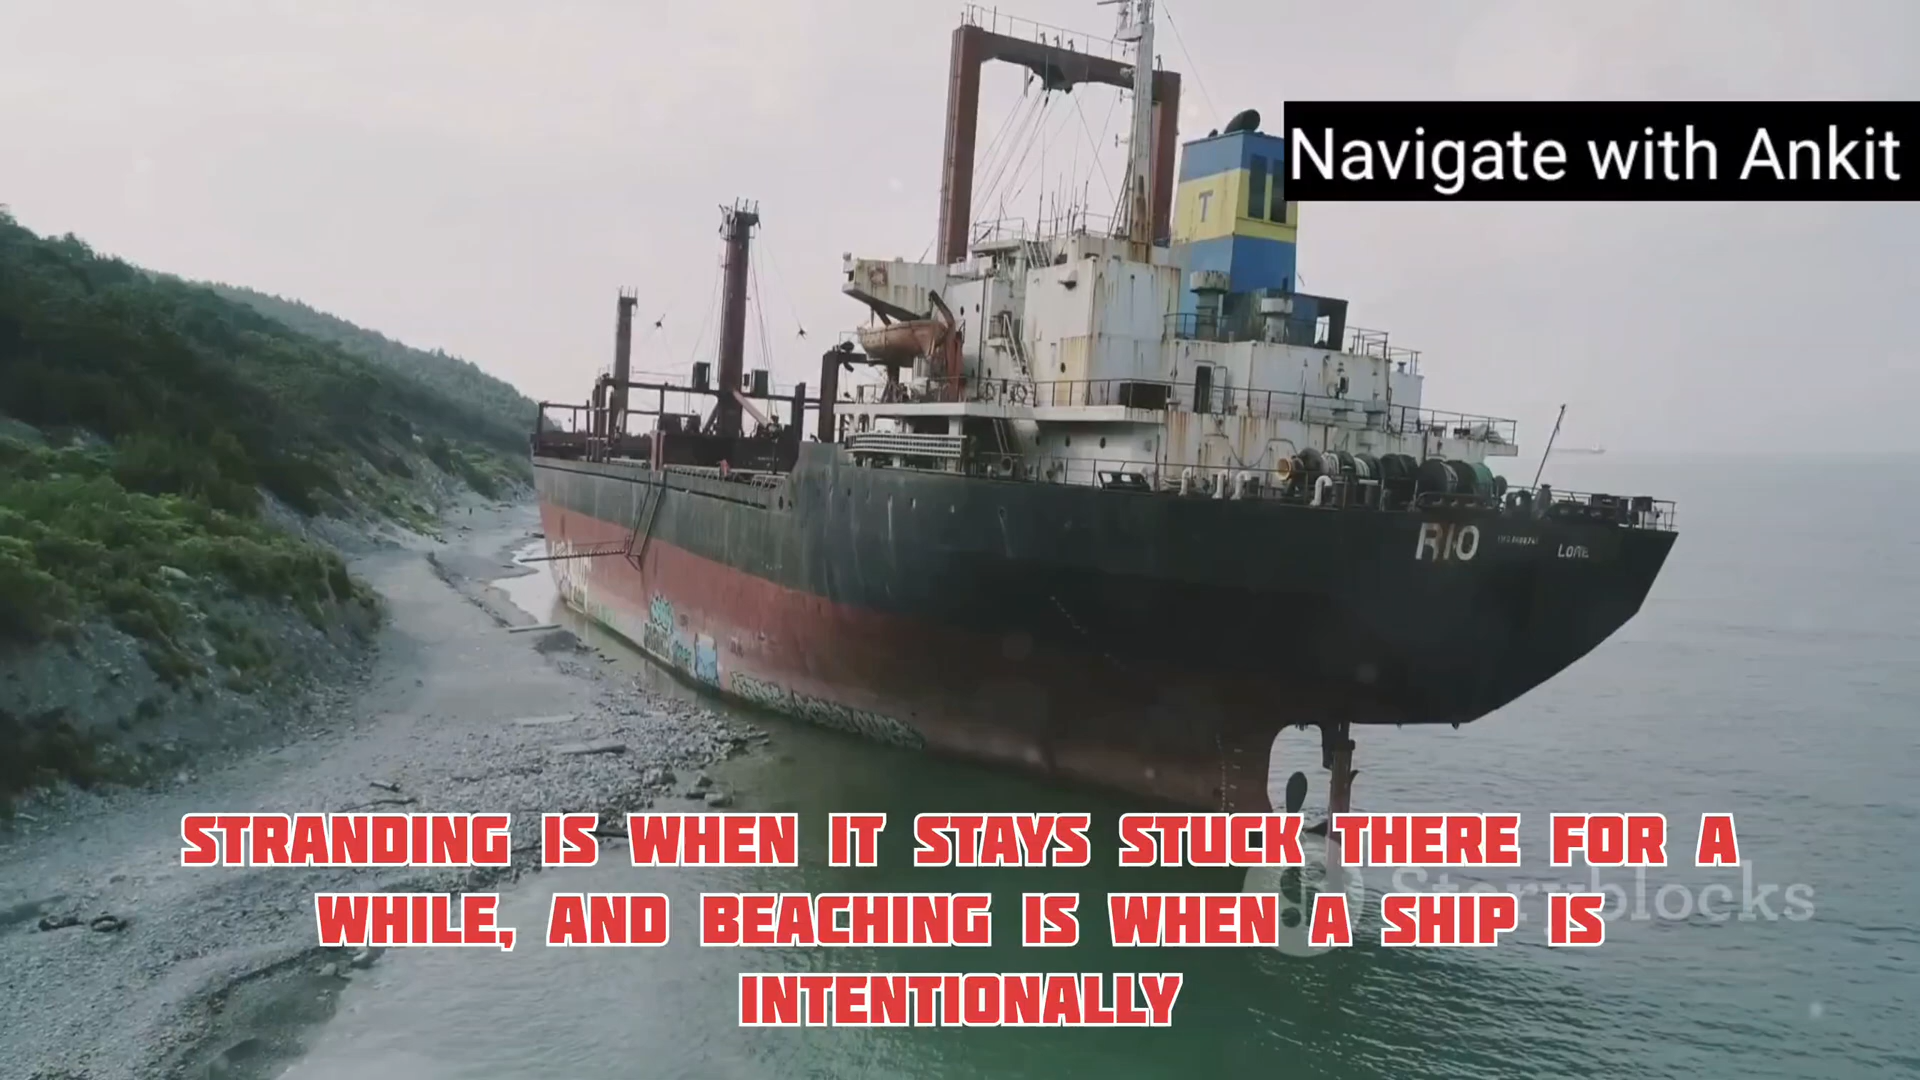 Navigate with Ankit
T
RIO
LOME
STRANDING IS WHEN IT STAYS STUCK THERE FOR A
WHILE, AND BEACHING IS WHEN A SHIP IS
INTENTIONALLY
Storyblocks